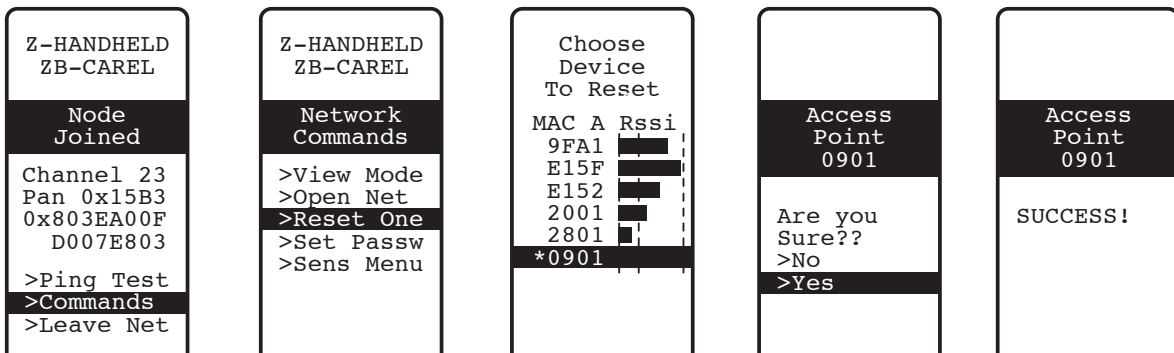 Z-HANDHELD
ZB-CAREL
Node
Joined
Channel 23
Pan 0x15B3
0x803EA00F
D007E803
>Ping Test
>Commands
>Leave Net
Z-HANDHELD
ZB-CAREL
Network
Commands
>View Mode
>Open Net
>Reset One
>Set Passw
>Sens Menu
Choose
Device
To Reset
MAC A Rssi
9FA1
E15F
E152
2001
2801
*0901
Access
Point
0901
Are you
Sure??
>No
>Yes
Access
Point
0901
SUCCESS!